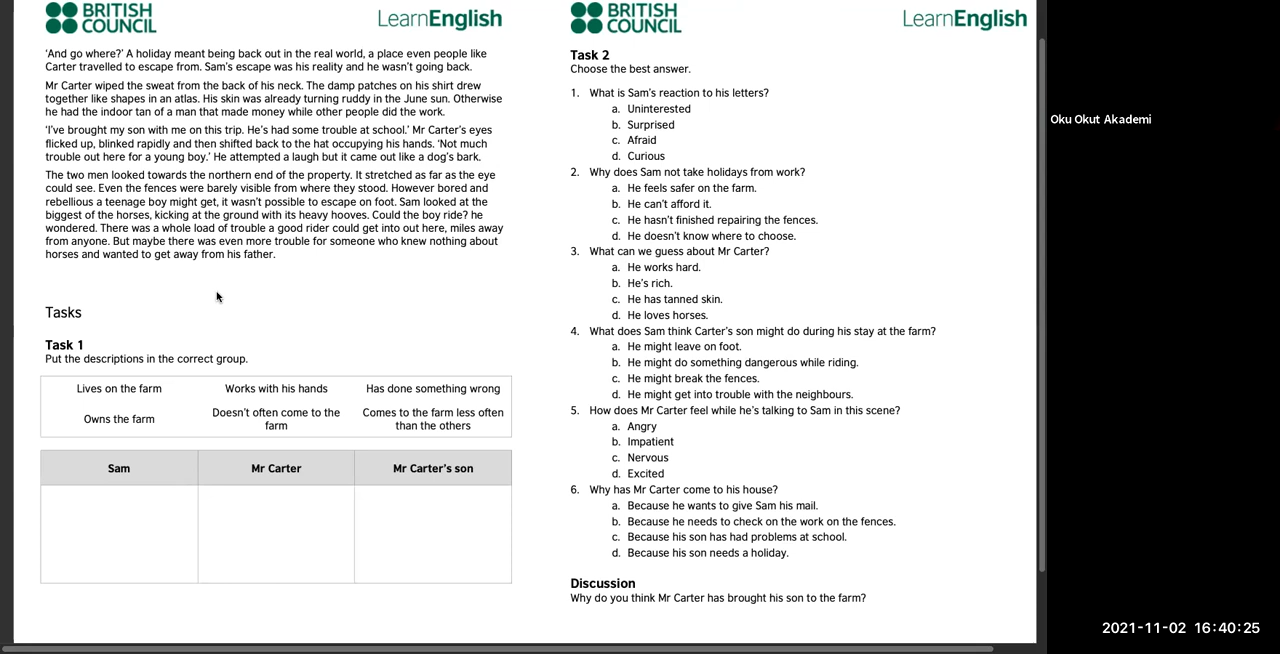 BRITISH
COUNCIL
LearnEnglish
‘And go where?’ A holiday meant being back out in the real world, a place even people like
Carter travelled to escape from. Sam’s escape was his reality and he wasn’t going back.
Mr Carter wiped the sweat from the back of his neck. The damp patches on his shirt drew
together like shapes in an atlas. His skin was already turning ruddy in the June sun. Otherwise
he had the indoor tan of a man that made money while other people did the work.
‘I’ve brought my son with me on this trip. He’s had some trouble at school.’ Mr Carter’s eyes
flicked up, blinked rapidly and then shifted back to the hat occupying his hands. ‘Not much
trouble out here for a young boy.’ He attempted a laugh but it came out like a dog’s bark.
The two men looked towards the northern end of the property. It stretched as far as the eye
could see. Even the fences were barely visible from where they stood. However bored and
rebellious a teenage boy might get, it wasn’t possible to escape on foot. Sam looked at the
biggest of the horses, kicking at the ground with its heavy hooves. Could the boy ride? he
wondered. There was a whole load of trouble a good rider could get into out here, miles away
from anyone. But maybe there was even more trouble for someone who knew nothing about
horses and wanted to get away from his father.
Tasks
Task 1
Put the descriptions in the correct group.
Lives on the farm
Works with his hands
Has done something wrong
Owns the farm
Doesn’t often come to the
farm
Comes to the farm less often
than the others
Sam
Mr Carter
Mr Carter’s son
BRITISH
COUNCIL
LearnEnglish
Task 2
Choose the best answer.
1. What is Sam’s reaction to his letters?
a. Uninterested
b. Surprised
c. Afraid
d. Curious
2. Why does Sam not take holidays from work?
a. He feels safer on the farm.
b. He can’t afford it.
c. He hasn’t finished repairing the fences.
d. He doesn’t know where to choose.
3. What can we guess about Mr Carter?
a. He works hard.
b. He’s rich.
c. He has tanned skin.
d. He loves horses.
4. What does Sam think Carter’s son might do during his stay at the farm?
a. He might leave on foot.
b. He might do something dangerous while riding.
c. He might break the fences.
d. He might get into trouble with the neighbours.
5. How does Mr Carter feel while he’s talking to Sam in this scene?
a. Angry
b. Impatient
c. Nervous
d. Excited
6. Why has Mr Carter come to his house?
a. Because he wants to give Sam his mail.
b. Because he needs to check on the work on the fences.
c. Because his son has had problems at school.
d. Because his son needs a holiday.
Discussion
Why do you think Mr Carter has brought his son to the farm?
Oku Okut Akademi
2021-11-02 16:40:25